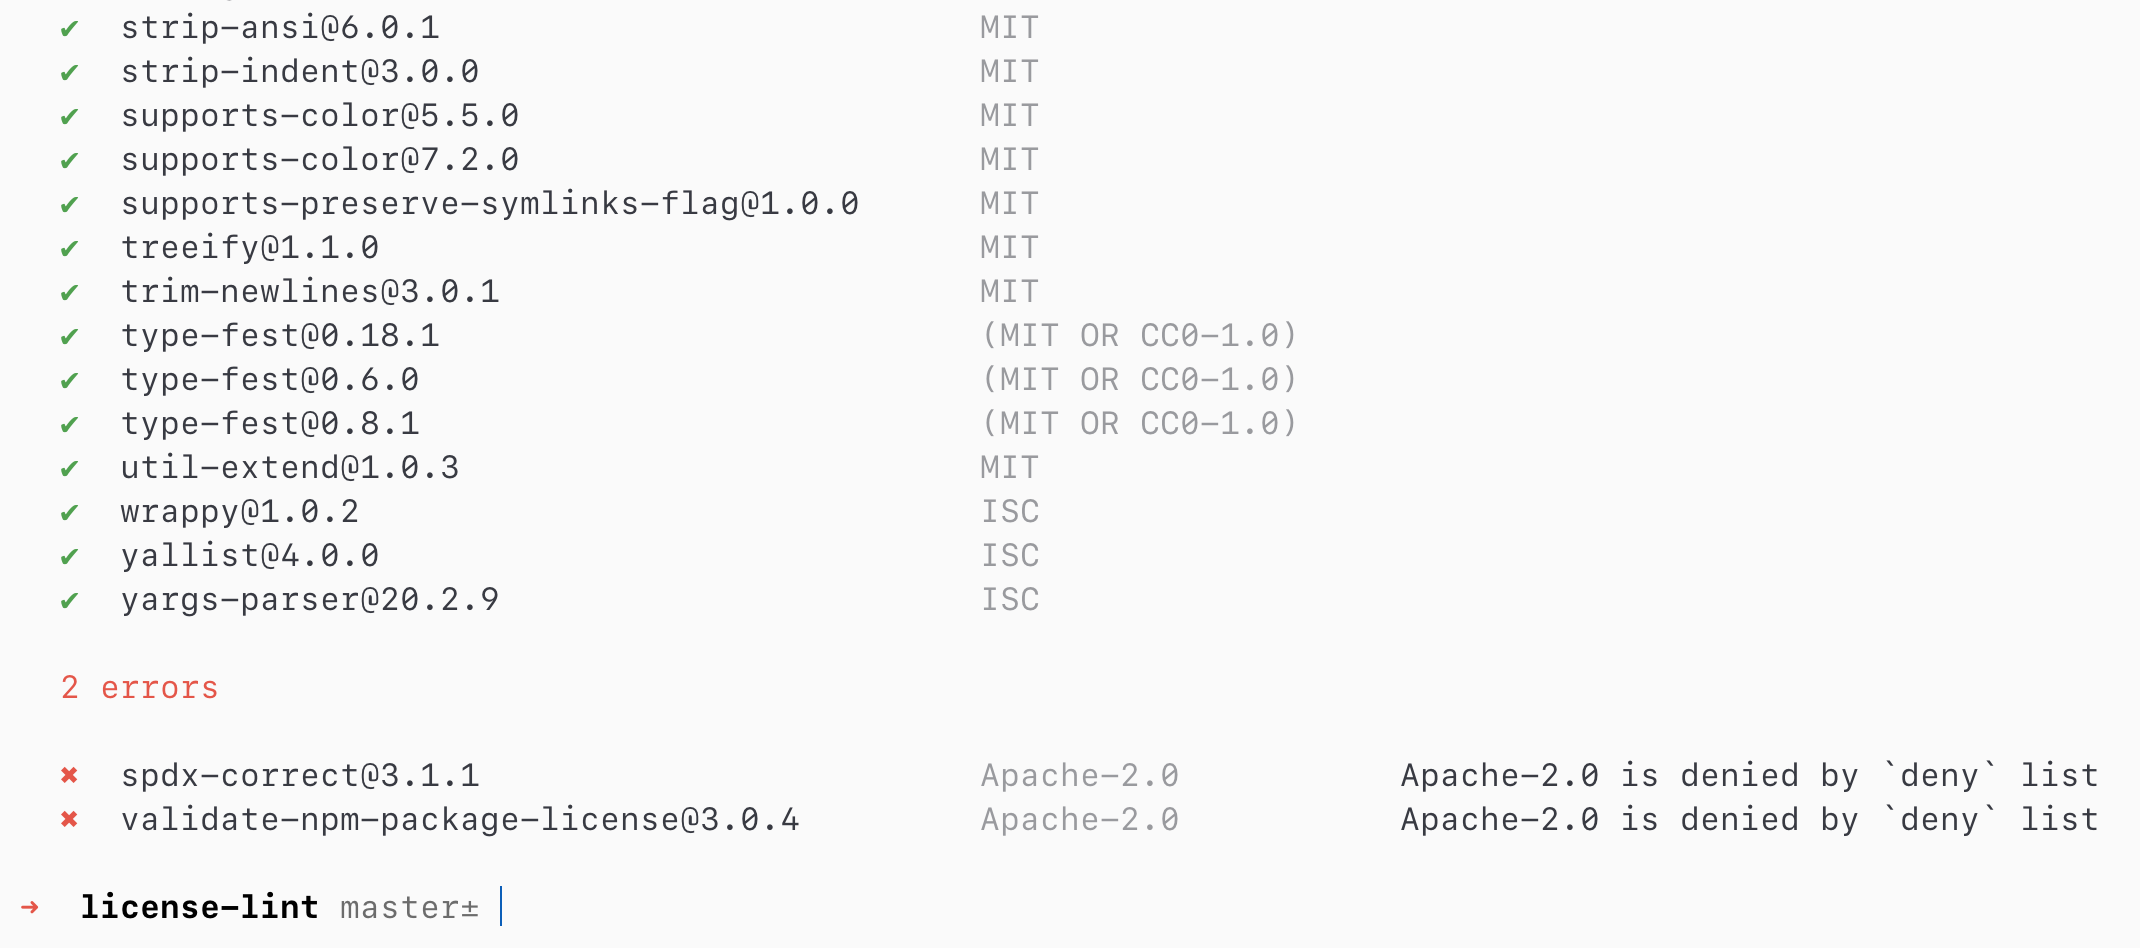 ✔ strip-ansi@6.0.1 MIT
✔ strip-indent@3.0.0 MIT
✔ supports-color@5.5.0 MIT
✔ supports-color@7.2.0 MIT
✔ supports-preserve-symlinks-flag@1.0.0 MIT
✔ treeify@1.1.0 MIT
✔ trim-newlines@3.0.1 MIT
✔ type-fest@0.18.1 (MIT OR CC0-1.0)
✔ type-fest@0.6.0 (MIT OR CC0-1.0)
✔ type-fest@0.8.1 (MIT OR CC0-1.0)
✔ util-extend@1.0.3 MIT
✔ wrappy@1.0.2 ISC
✔ yallist@4.0.0 ISC
✔ yargs-parser@20.2.9 ISC
2 errors
✖ spdx-correct@3.1.1 Apache-2.0 Apache-2.0 is denied by `deny` list
✖ validate-npm-package-license@3.0.4 Apache-2.0 Apache-2.0 is denied by `deny` list
➜ license-lint master±